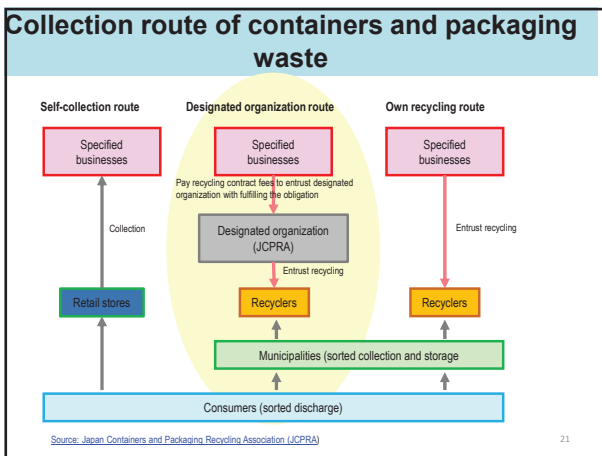 Collection route of containers and packaging
waste
Self-collection route
Designated organization route
Own recycling route
Specified
businesses
Specified
businesses
Specified
businesses
Pay recycling contract fees to entrust designated
organization with fulfilling the obligation
Collection
Designated organization
(JCPRA)
Entrust recycling
Entrust recycling
Retail stores
Recyclers
Recyclers
Municipalities (sorted collection and storage
Consumers (sorted discharge)
Source: Japan Containers and Packaging Recycling Association (JCPRA)
21